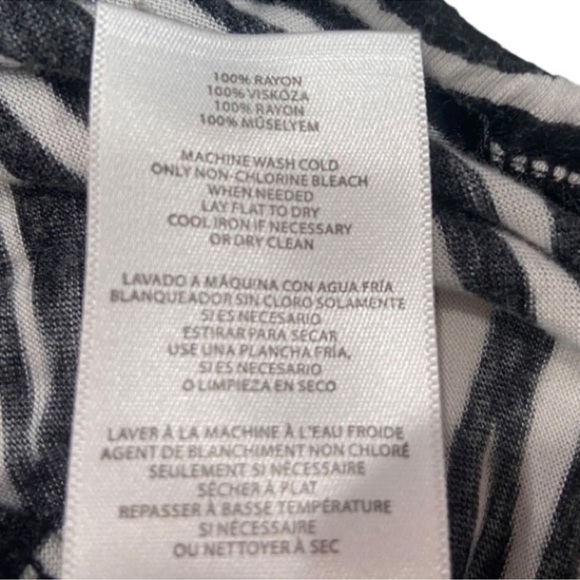 100% RAYON
100% VISKÓZA
100% RAYON
100% MŰSELYEM
MACHINE WASH COLD
ONLY NON-CHLORINE BLEACH
WHEN NEEDED
LAY FLAT TO DRY
COOL IRON IF NECESSARY
OR DRY CLEAN
LAVADO A MÁQUINA CON AGUA FRÍA
BLANQUEADOR SIN CLORO SOLAMENTE
SI ES NECESARIO
ESTIRAR PARA SECAR
USE UNA PLANCHA FRÍA,
SI ES NECESARIO
O LIMPIEZA EN SECO
LAVER À LA MACHINE À L'EAU FROIDE
AGENT DE BLANCHIMENT NON CHLORÉ
SEULEMENT SI NÉCESSAIRE
SÉCHER À PLAT
REPASSER À BASSE TEMPÉRATURE
SI NÉCESSAIRE
OU NETTOYER À SEC